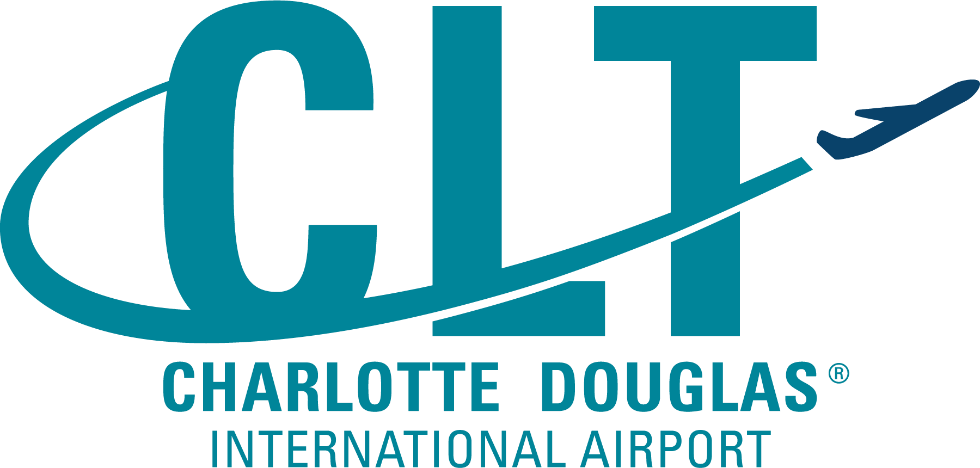 CLT
CHARLOTTE DOUGLAS®
INTERNATIONAL AIRPORT